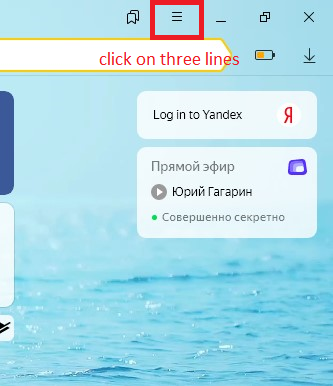 click on three lines
Log in to Yandex
Я
Прямой эфир
Юрий Гагарин
Совершенно секретно